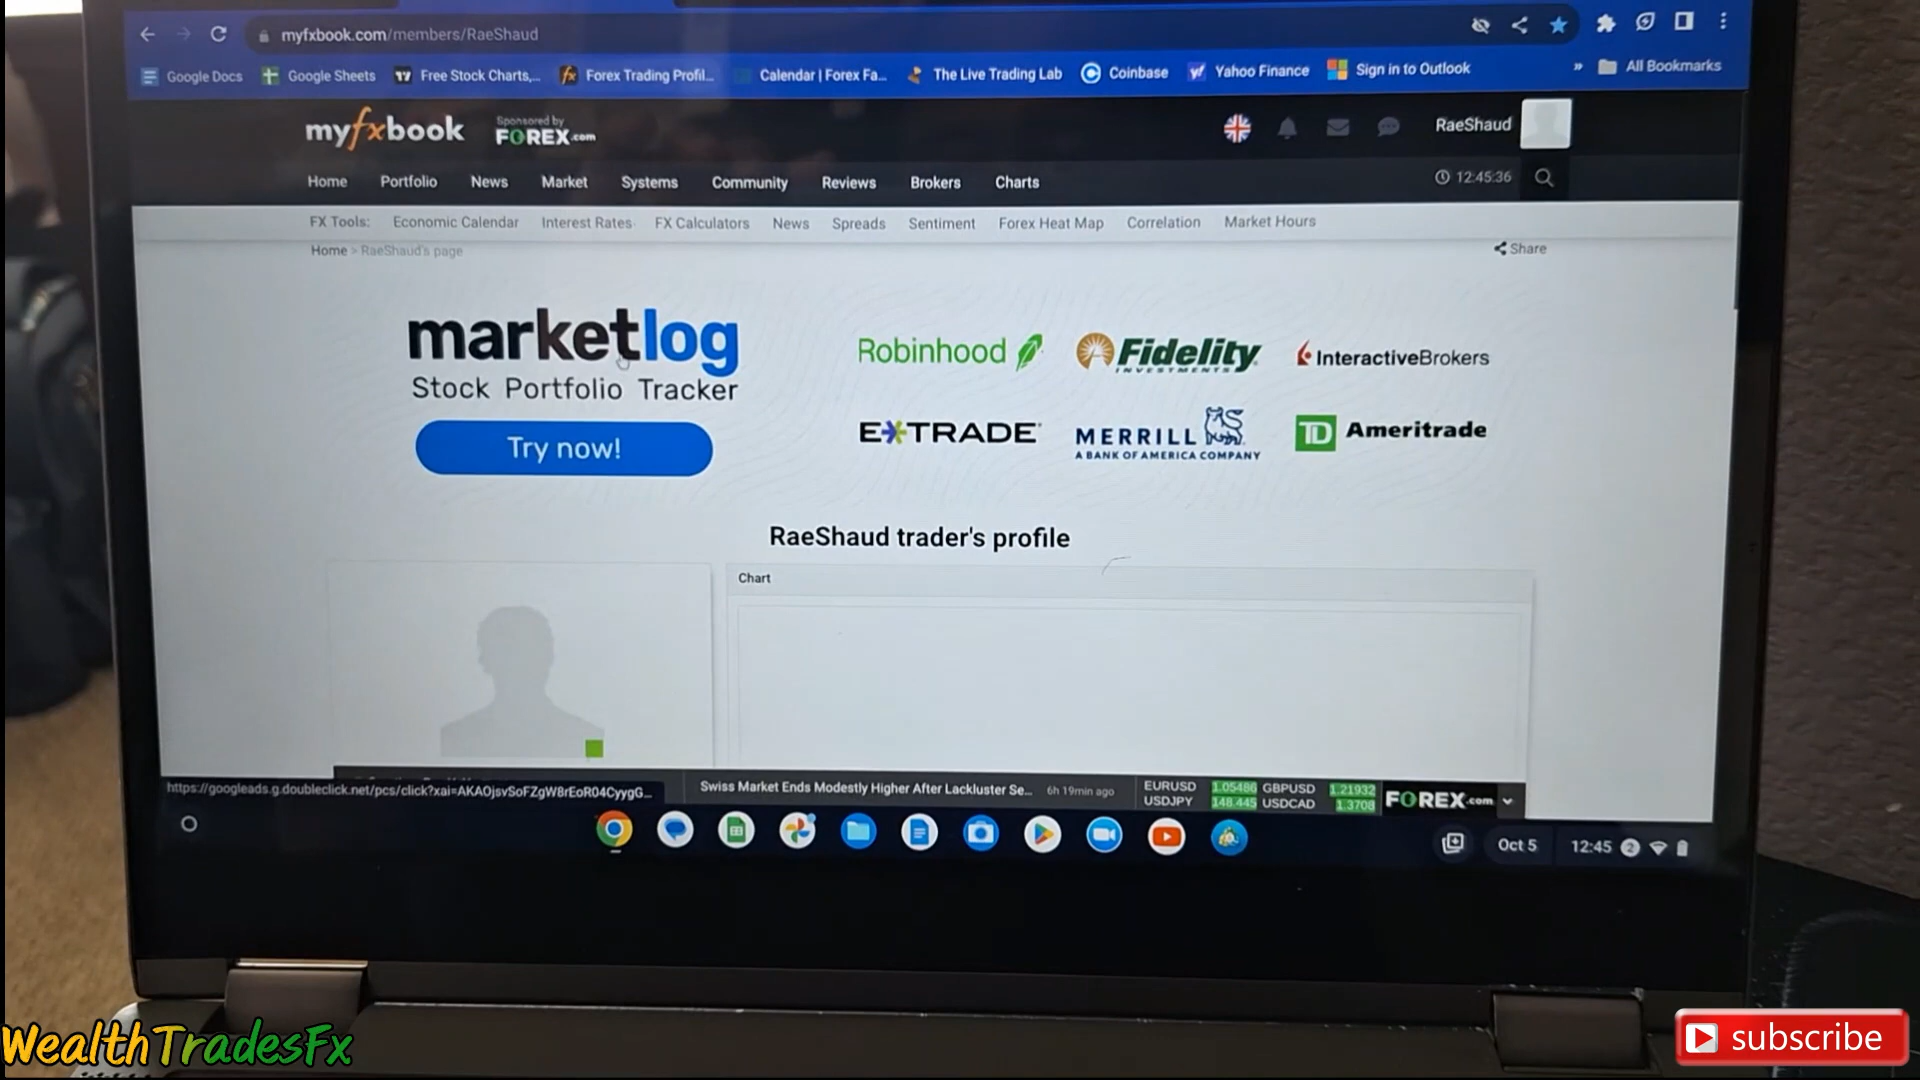 myfxbook.com/members/RaeShaud
Google Docs Google Sheets Free Stock Charts,... Forex Trading Profil... Calendar | Forex Fa... The Live Trading Lab Coinbase Yahoo Finance Sign in to Outlook » All Bookmarks
myfxbook Sponsored by FOREX.com RaeShaud
Home Portfolio News Market Systems Community Reviews Brokers Charts 12:45:36
FX Tools: Economic Calendar Interest Rates FX Calculators News Spreads Sentiment Forex Heat Map Correlation Market Hours
Home > RaeShaud's page Share
marketlog
Stock Portfolio Tracker
Try now!
Robinhood Fidelity INVESTMENTS InteractiveBrokers
E*TRADE MERRILL A BANK OF AMERICA COMPANY TD Ameritrade
RaeShaud trader's profile
Chart
https://googleads.g.doubleclick.net/pcs/click?xai=AKAOjsvSoFZgW8rEoR04CyygG...
Swiss Market Ends Modestly Higher After Lackluster Se... 6h 19min ago
EURUSD 1.05486 GBPUSD 1.21932
USDJPY 148.445 USDCAD 1.3708
FOREX.com
Oct 5 12:45 2
WealthTradesFx
subscribe